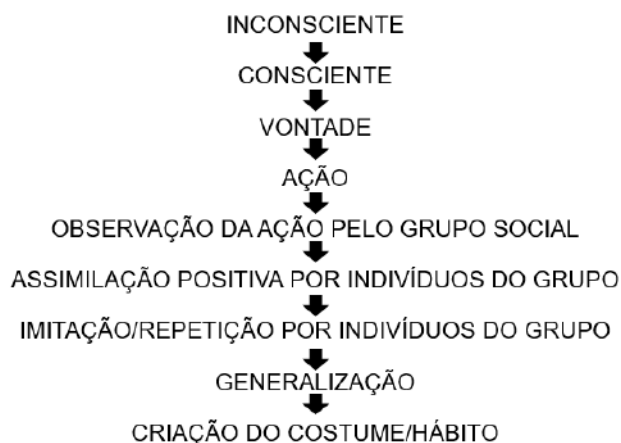 INCONSCIENTE
CONSCIENTE
VONTADE
AÇÃO
OBSERVAÇÃO DA AÇÃO PELO GRUPO SOCIAL
ASSIMILAÇÃO POSITIVA POR INDIVÍDUOS DO GRUPO
IMITAÇÃO/REPETIÇÃO POR INDIVÍDUOS DO GRUPO
GENERALIZAÇÃO
CRIAÇÃO DO COSTUME/HÁBITO